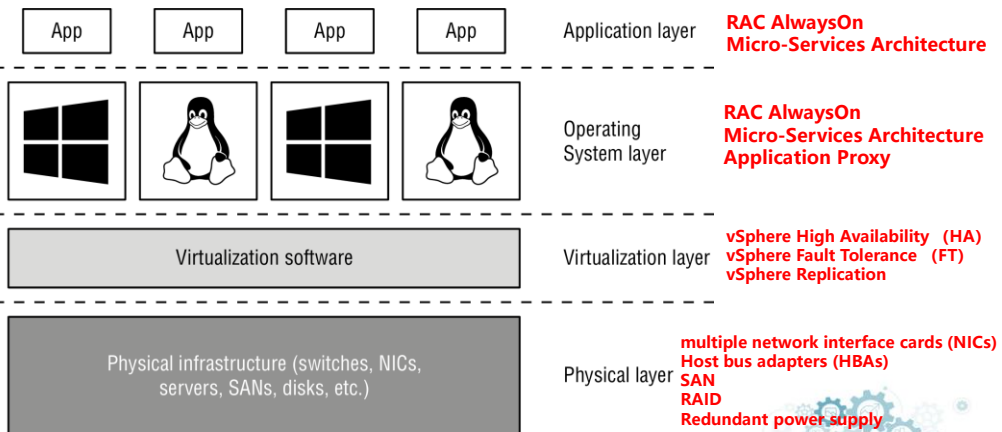 App App App App Application layer RAC AlwaysOn
Micro-Services Architecture
Operating
System layer
RAC AlwaysOn
Micro-Services Architecture
Application Proxy
Virtualization software Virtualization layer
vSphere High Availability (HA)
vSphere Fault Tolerance (FT)
vSphere Replication
Physical infrastructure (switches, NICs,
servers, SANs, disks, etc.)
Physical layer
multiple network interface cards (NICs)
Host bus adapters (HBAs)
SAN
RAID
Redundant power supply